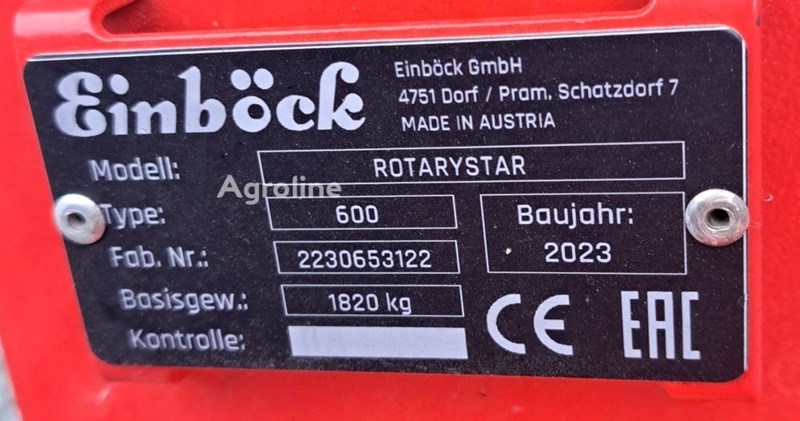 Einböck
Einböck GmbH
4751 Dorf / Pram, Schatzdorf 7
MADE IN AUSTRIA
Modell: ROTARYSTAR
Agroline
Type: 600
Baujahr:
2023
Fab. Nr.: 2230653122
Basisgew.: 1820 kg
Kontrolle:
CE EAC